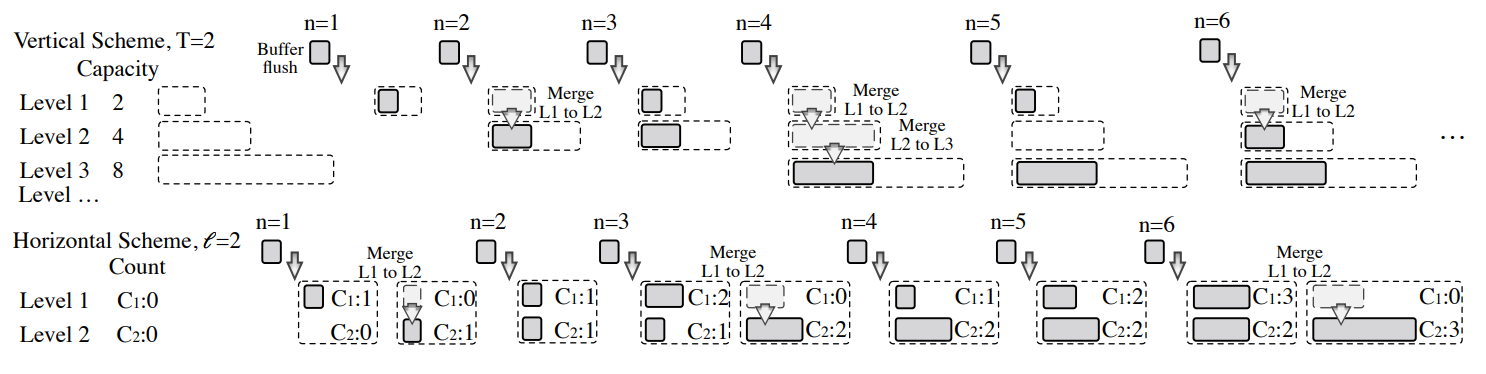 n=1 n=2 n=3 n=4 n=5 n=6
Vertical Scheme, T=2
Capacity
Buffer
flush
Level 1 2
Merge
L1 to L2
Merge
L1 to L2
Merge
L1 to L2
Level 2 4
Merge
L2 to L3
...
Level 3 8
Level ...
n=1 n=2 n=3 n=4 n=5 n=6
Horizontal Scheme, ℓ=2
Count
Merge
L1 to L2
Merge
L1 to L2
Merge
L1 to L2
Level 1 C1:0 C1:1 C1:0 C1:1 C1:2 C1:0 C1:1 C1:2 C1:3 C1:0
Level 2 C2:0 C2:0 C2:1 C2:1 C2:1 C2:2 C2:2 C2:2 C2:2 C2:3